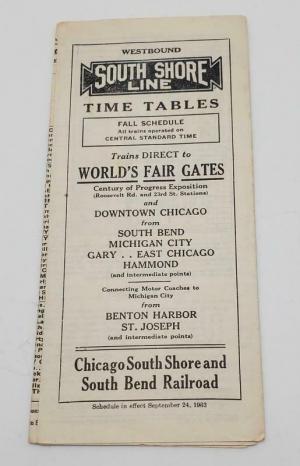 WESTBOUND
SOUTH SHORE
LINE
TIME TABLES
FALL SCHEDULE
All trains operated on
CENTRAL STANDARD TIME
Trains DIRECT to
WORLD'S FAIR GATES
Century of Progress Exposition
(Roosevelt Rd. and 23rd St. Stations)
and
DOWNTOWN CHICAGO
from
SOUTH BEND
MICHIGAN CITY
GARY . . EAST CHICAGO
HAMMOND
(and intermediate points)
Connecting Motor Coaches to
Michigan City
from
BENTON HARBOR
ST. JOSEPH
(and intermediate points)
Chicago South Shore and
South Bend Railroad
Schedule in effect September 24, 1933